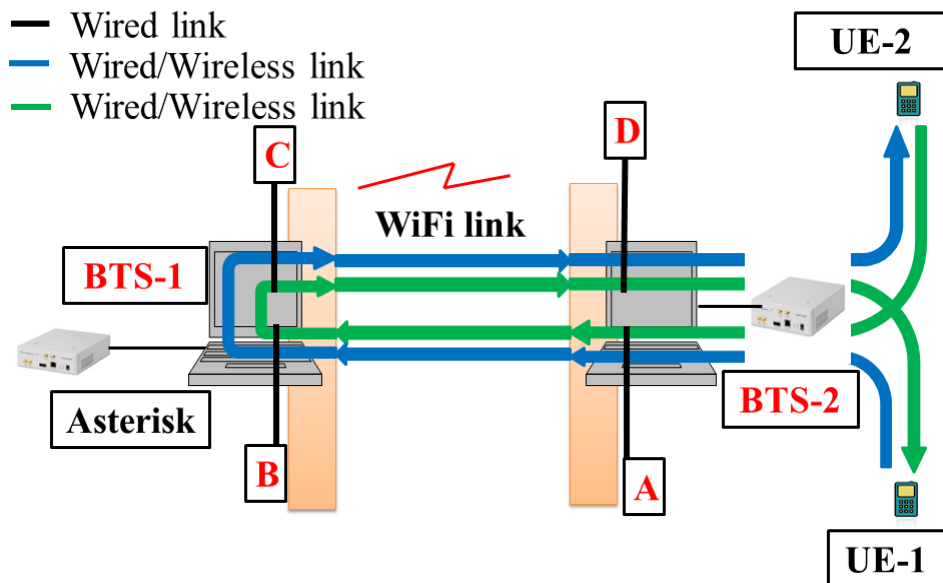 Wired link
Wired/Wireless link
Wired/Wireless link
UE-2
C
D
WiFi link
BTS-1
BTS-2
Asterisk
B
A
UE-1